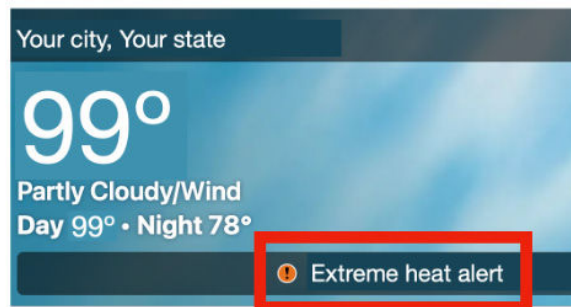 Your city, Your state
99°
Partly Cloudy/Wind
Day 99° • Night 78°
Extreme heat alert